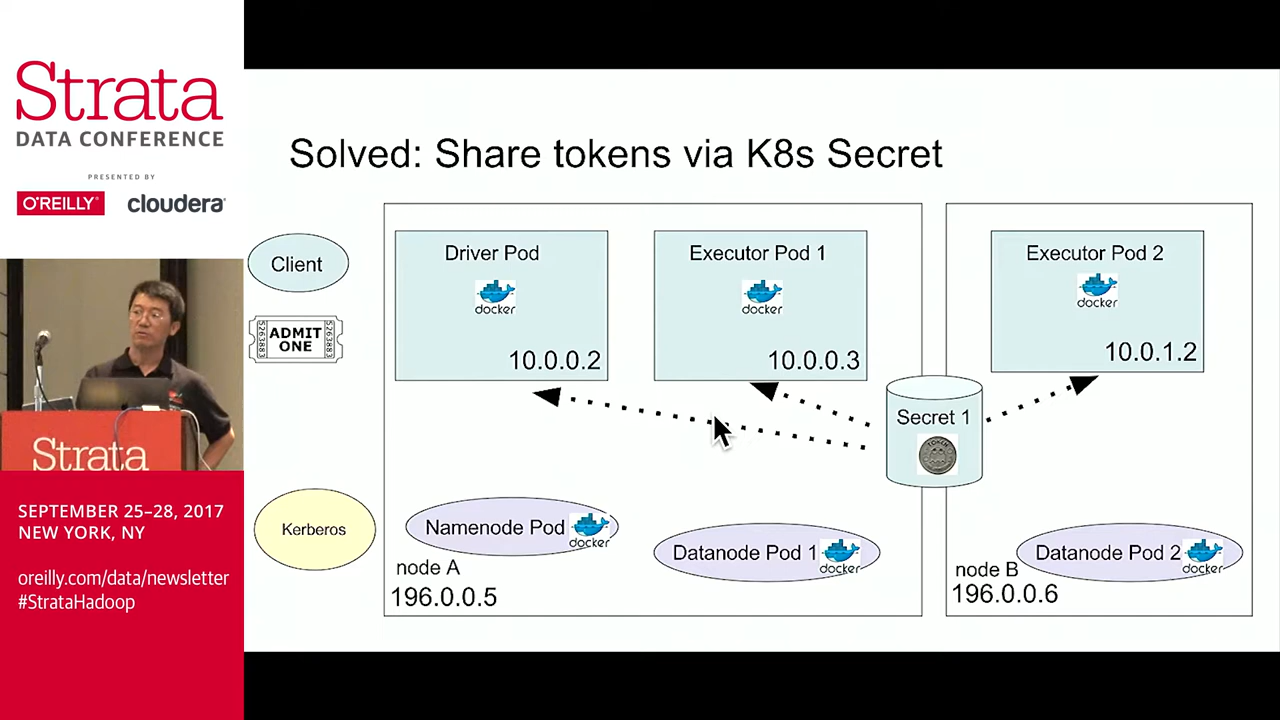 Strata
DATA CONFERENCE
PRESENTED BY
O'REILLY®
cloudera
Strata
SEPTEMBER 25–28, 2017
NEW YORK, NY
oreilly.com/data/newsletter
#StrataHadoop
Solved: Share tokens via K8s Secret
Client
5263883
ADMIT
ONE
5263883
Kerberos
Driver Pod
docker
10.0.0.2
Executor Pod 1
docker
10.0.0.3
Executor Pod 2
docker
10.0.1.2
Secret 1
TOKEN
Namenode Pod
docker
Datanode Pod 1
docker
node A
196.0.0.5
Datanode Pod 2
docker
node B
196.0.0.6